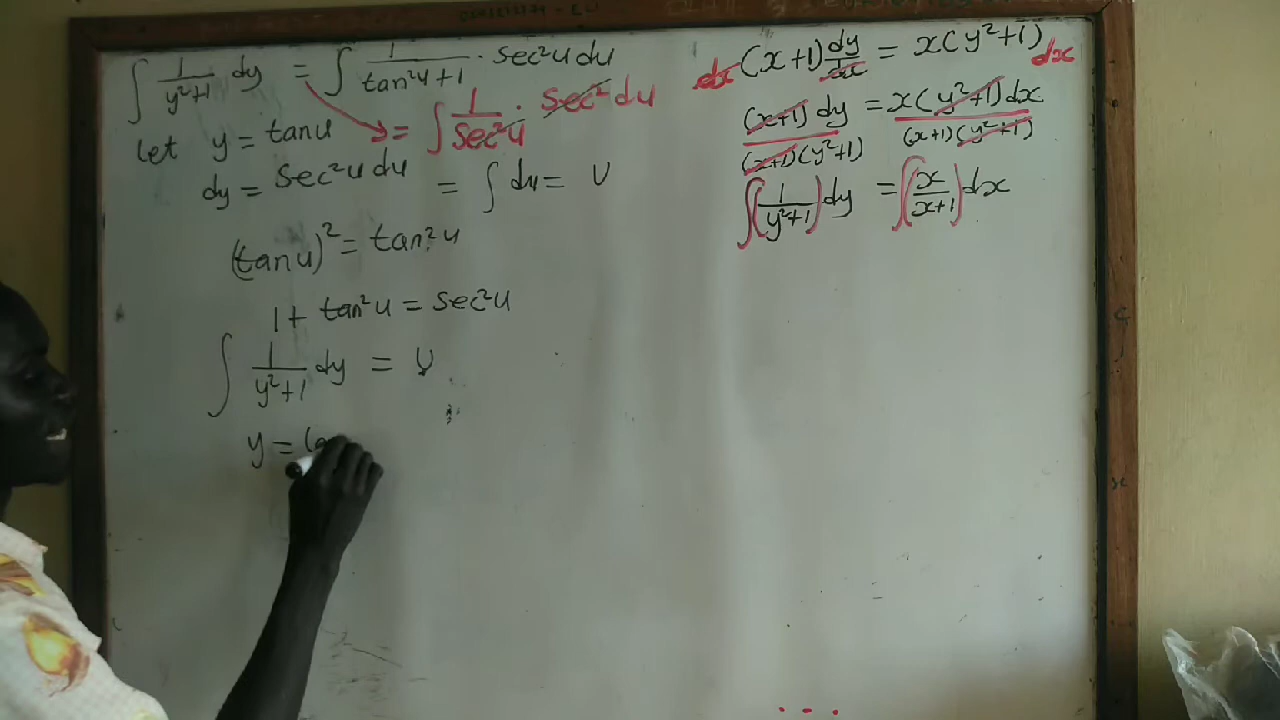 ∫ 1/(y²+1) dy = ∫ 1/(tan²u+1) · sec²u du
= ∫ 1/sec²u · sec² du
let y = tanu
dy = sec²u du = ∫ du = U
(tanu)² = tan²u
1 + tan²u = sec²u
∫ 1/(y²+1) dy = U
y =
dx (x+1) dy/dx = x(y²+1) dx
(x+1) dy/(x+1)(y²+1) = x(y²+1)dx/(x+1)(y²+1)
∫(1/(y²+1)) dy = ∫(x/(x+1)) dx